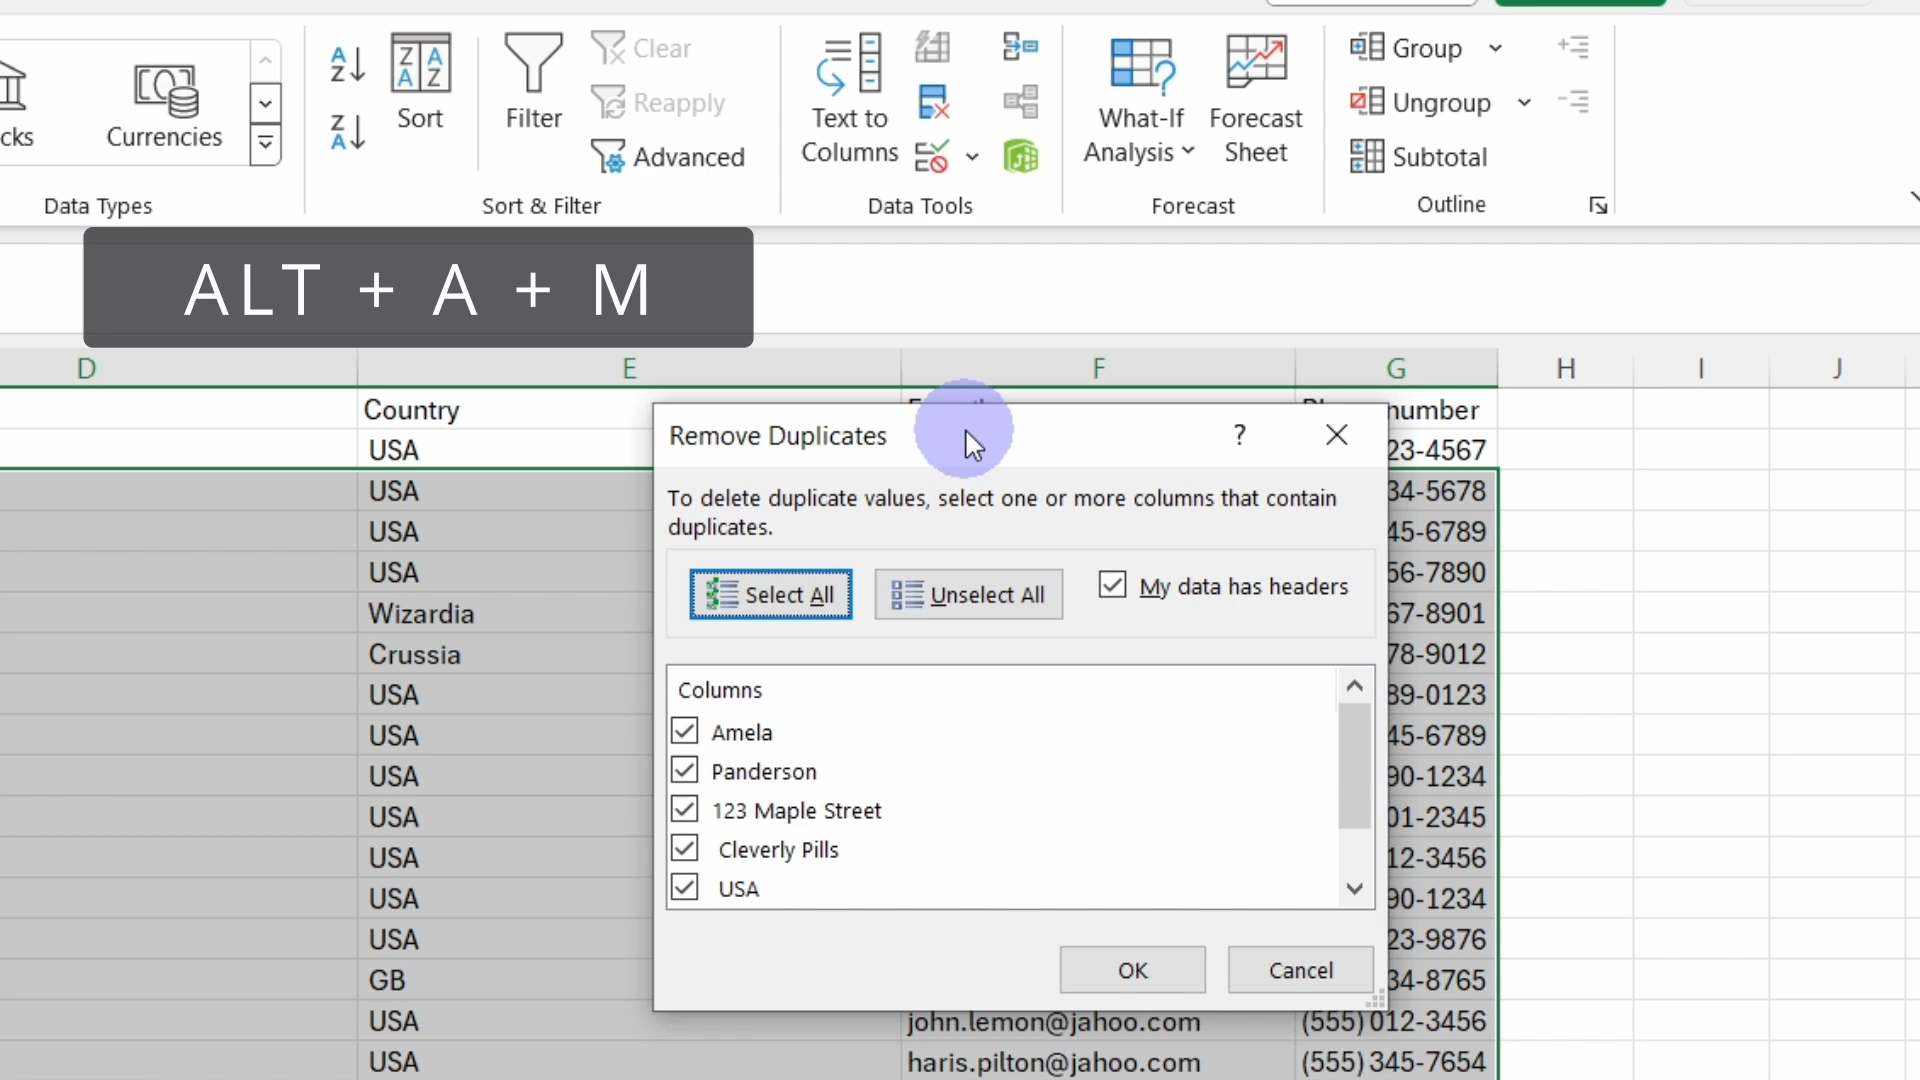 Clear
Group
Reapply
Ungroup
Currencies
Sort
Filter
Text to
Columns
What-If
Analysis
Forecast
Sheet
Advanced
Subtotal
Data Types
Sort & Filter
Data Tools
Forecast
Outline
ALT + A + M
D E F G H I J
Country number
USA 23-4567
Remove Duplicates ?
To delete duplicate values, select one or more columns that contain
duplicates.
Select All
Unselect All
My data has headers
Columns
Amela
Panderson
123 Maple Street
Cleverly Pills
USA
OK
Cancel
USA 34-5678
USA 45-6789
USA 56-7890
Wizardia 67-8901
Crussia 78-9012
USA 89-0123
USA 45-6789
USA 90-1234
USA 01-2345
USA 12-3456
USA 90-1234
USA 23-9876
GB 34-8765
USA john.lemon@jahoo.com (555) 012-3456
USA haris.pilton@jahoo.com (555) 345-7654